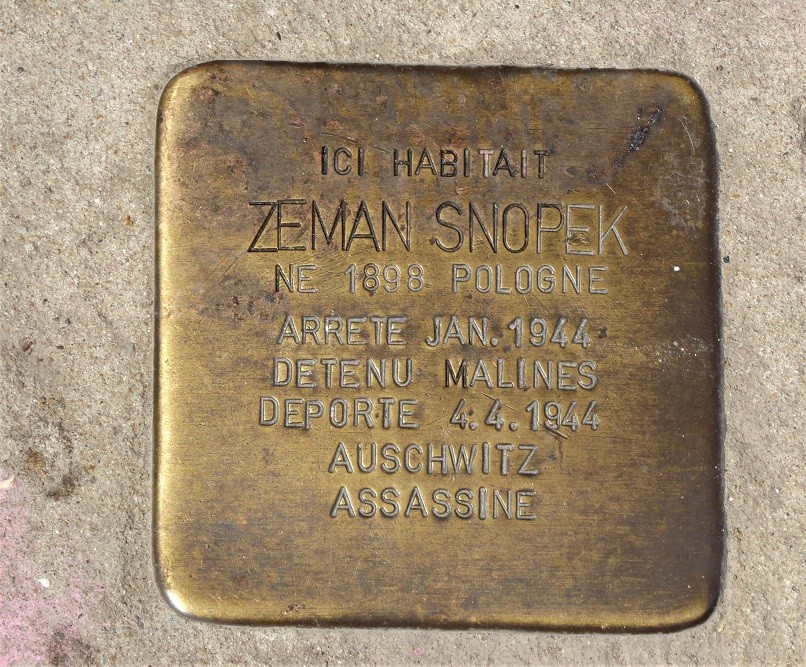 ICI HABITAIT
ZEMAN SNOPEK
NE 1898 POLOGNE
ARRETE JAN. 1944
DETENU MALINES
DEPORTE 4.4.1944
AUSCHWITZ
ASSASSINE